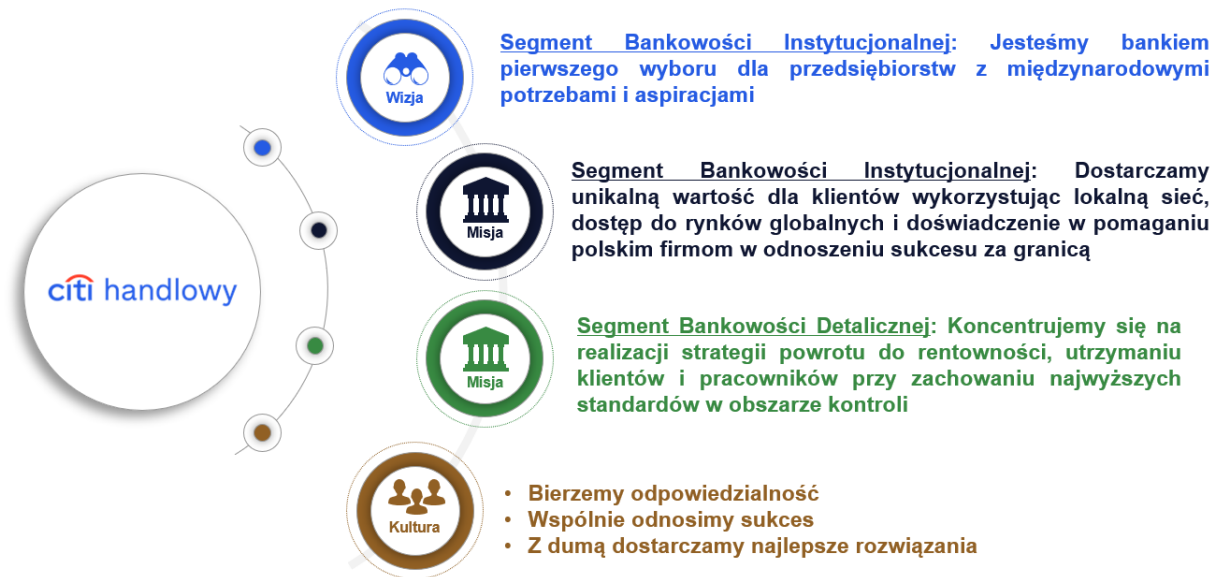 citi handlowy
Wizja
Segment Bankowości Instytucjonalnej: Jesteśmy bankiem
pierwszego wyboru dla przedsiębiorstw z międzynarodowymi
potrzebami i aspiracjami
Misja
Segment Bankowości Instytucjonalnej: Dostarczamy
unikalną wartość dla klientów wykorzystując lokalną sieć,
dostęp do rynków globalnych i doświadczenie w pomaganiu
polskim firmom w odnoszeniu sukcesu za granicą
Misja
Segment Bankowości Detalicznej: Koncentrujemy się na
realizacji strategii powrotu do rentowności, utrzymaniu
klientów i pracowników przy zachowaniu najwyższych
standardów w obszarze kontroli
Kultura
• Bierzemy odpowiedzialność
• Wspólnie odnosimy sukces
• Z dumą dostarczamy najlepsze rozwiązania